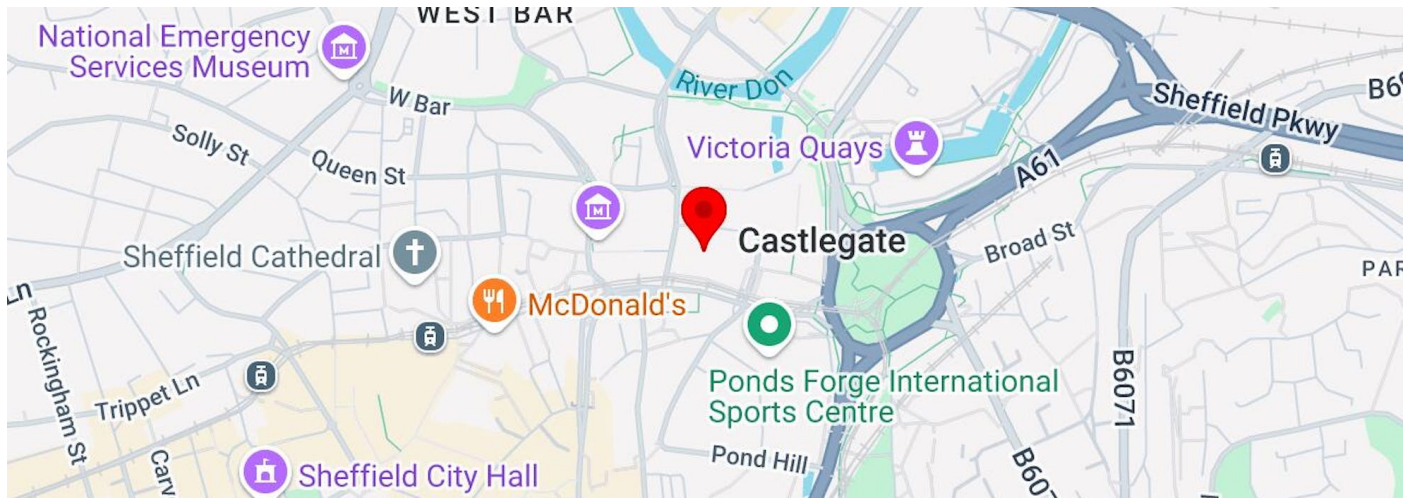 WEST BAR
National Emergency
Services Museum
River Don
W Bar
Sheffield Pkwy
Solly St
Victoria Quays
Queen St
A61
Castlegate
Broad St
Sheffield Cathedral
McDonald's
Ln
Rockingham St
B6071
Ponds Forge International
Sports Centre
Trippet Ln
Pond Hill
Sheffield City Hall